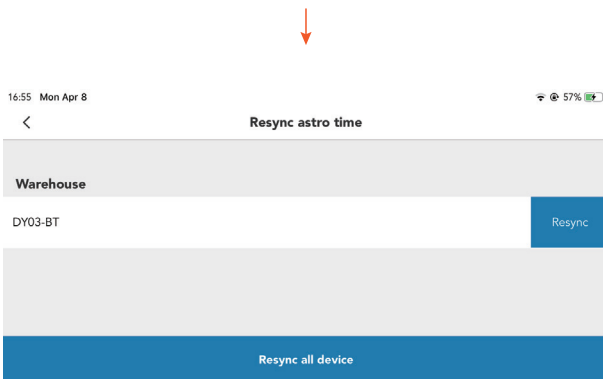 16:55 Mon Apr 8
57%
Resync astro time
Warehouse
DY03-BT
Resync
Resync all device